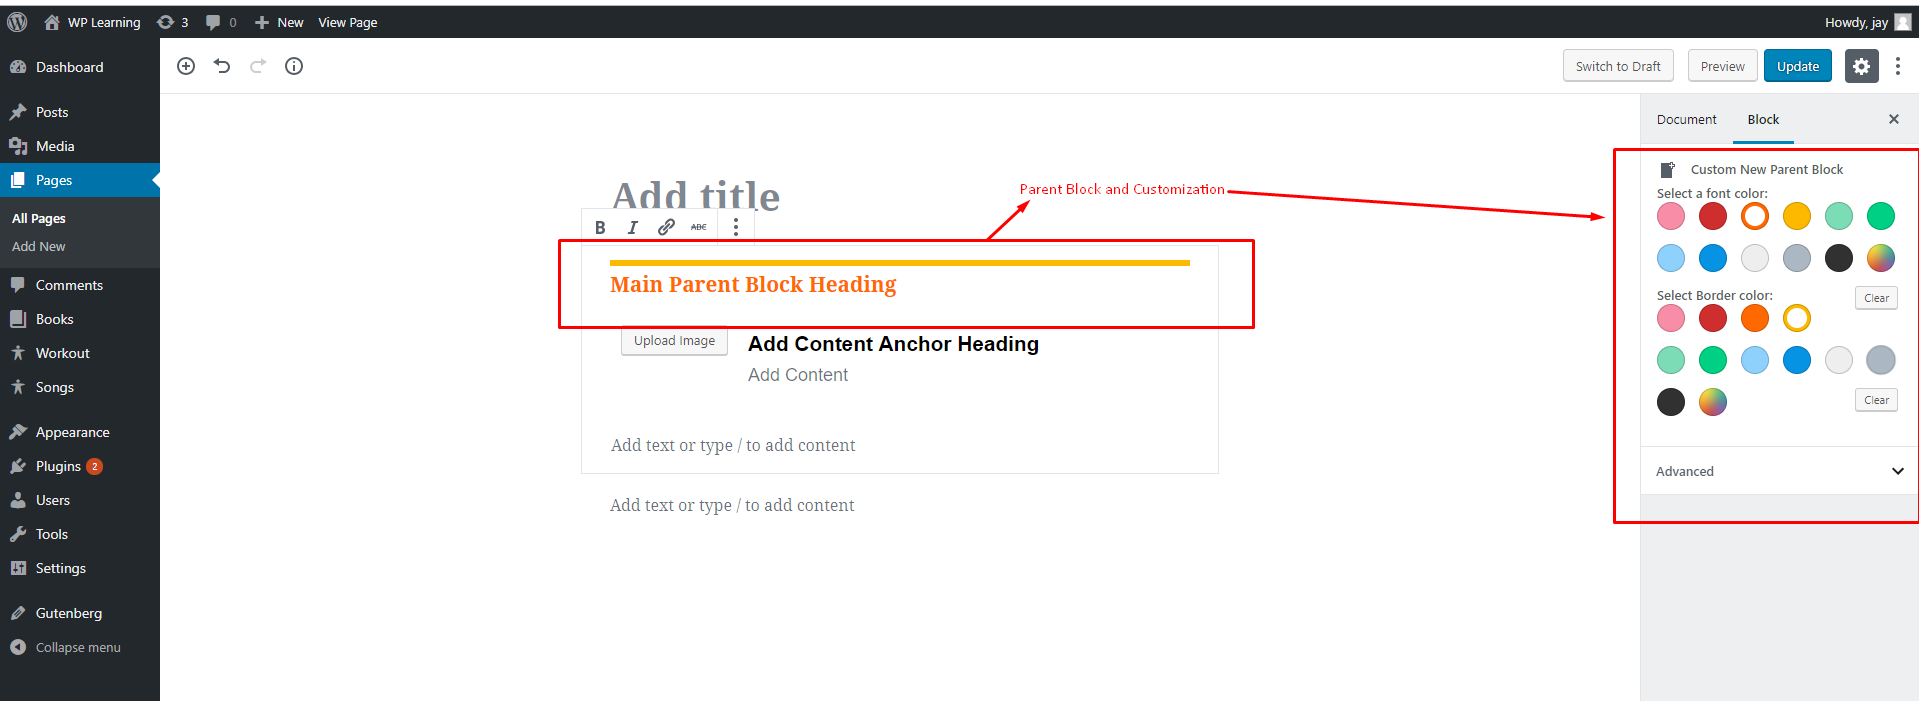 WP Learning 3 0 New View Page Howdy, jay
Dashboard
Posts
Media
Pages
All Pages
Add New
Comments
Books
Workout
Songs
Appearance
Plugins 2
Users
Tools
Settings
Gutenberg
Collapse menu
Switch to Draft Preview Update
Add title
B I ABC
Parent Block and Customization
Main Parent Block Heading
Upload Image
Add Content Anchor Heading
Add Content
Add text or type / to add content
Add text or type / to add content
Document Block
Custom New Parent Block
Select a font color:
Clear
Select Border color:
Clear
Advanced